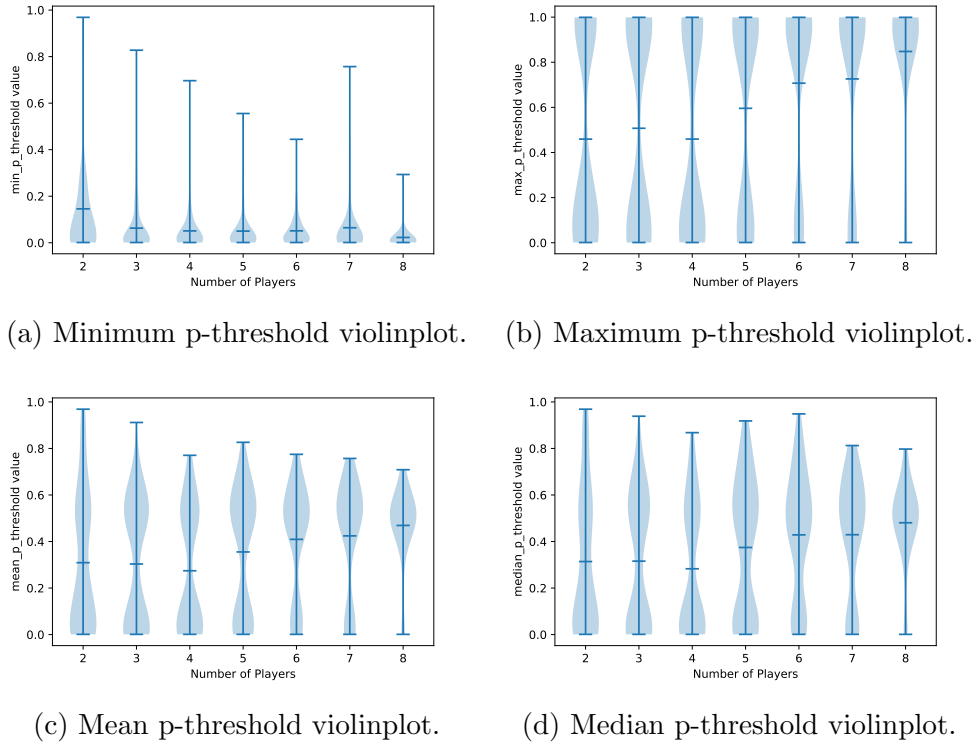 1.0
0.8
0.6
0.4
0.2
0.0
min_p_threshold value
2 3 4 5 6 7 8
Number of Players
(a) Minimum p-threshold violinplot.
1.0
0.8
0.6
0.4
0.2
0.0
max_p_threshold value
2 3 4 5 6 7 8
Number of Players
(b) Maximum p-threshold violinplot.
1.0
0.8
0.6
0.4
0.2
0.0
mean_p_threshold value
2 3 4 5 6 7 8
Number of Players
(c) Mean p-threshold violinplot.
1.0
0.8
0.6
0.4
0.2
0.0
median_p_threshold value
2 3 4 5 6 7 8
Number of Players
(d) Median p-threshold violinplot.